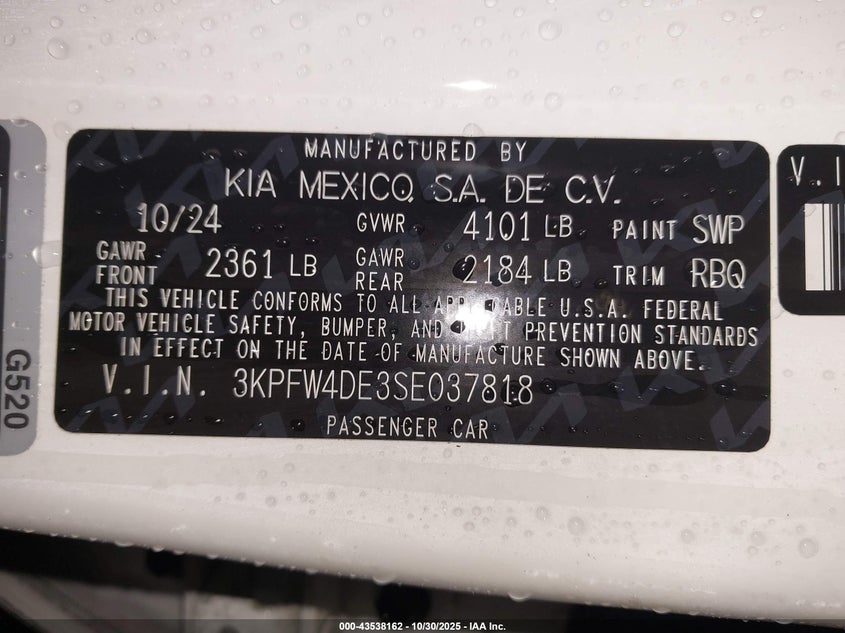 MANUFACTURED BY
KIA MEXICO, S.A. DE C.V.
10/24 GVWR 4101 LB PAINT SWP
GAWR FRONT 2361 LB GAWR REAR 2184 LB TRIM RBQ
THIS VEHICLE CONFORMS TO ALL U.S.A. FEDERAL
MOTOR VEHICLE SAFETY, BUMPER, AND PREVENTION STANDARDS
IN EFFECT ON THE DATE OF MANUFACTURE SHOWN ABOVE.
V.I.N. 3KPFW4DE3SE037818
PASSENGER CAR
G520
V.I
000-43538162 - 10/30/2025 - IAA Inc.